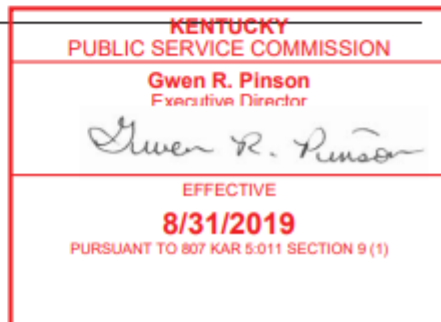 KENTUCKY
PUBLIC SERVICE COMMISSION
Gwen R. Pinson
Executive Director
Gwen R. Pinson
EFFECTIVE
8/31/2019
PURSUANT TO 807 KAR 5:011 SECTION 9 (1)